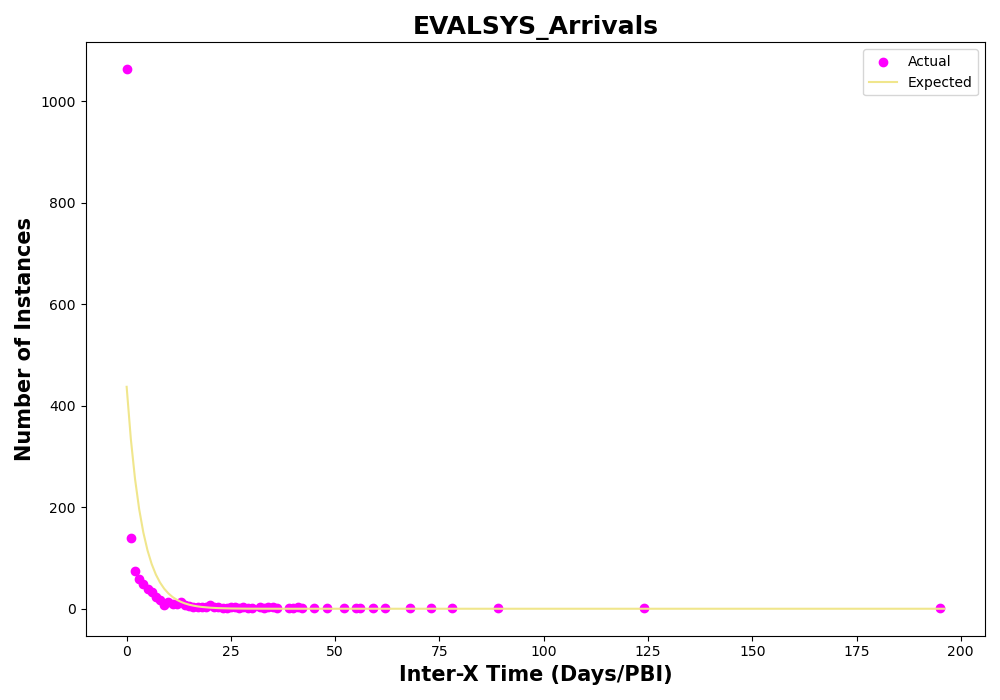 EVALSYS_Arrivals
Actual
Expected
Number of Instances
1000
800
600
400
200
0
0 25 50 75 100 125 150 175 200
Inter-X Time (Days/PBI)